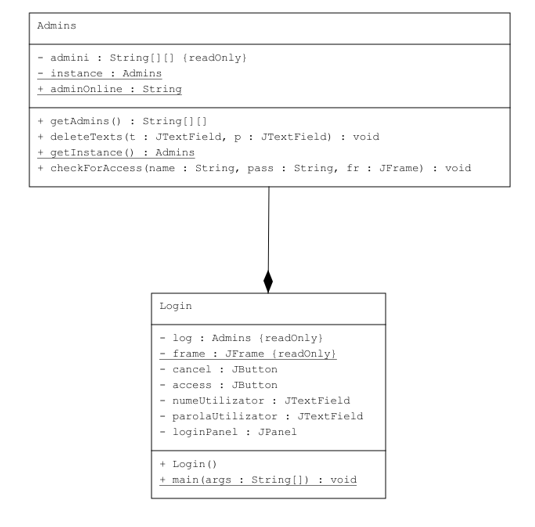 Admins
- admini : String[][] {readOnly}
- instance : Admins
+ adminOnline : String
+ getAdmins() : String[][]
+ deleteTexts(t : JTextField, p : JTextField) : void
+ getInstance() : Admins
+ checkForAccess(name : String, pass : String, fr : JFrame) : void
Login
- log : Admins {readOnly}
- frame : JFrame {readOnly}
- cancel : JButton
- access : JButton
- numeUtilizator : JTextField
- parolaUtilizator : JTextField
- loginPanel : JPanel
+ Login()
+ main(args : String[]) : void